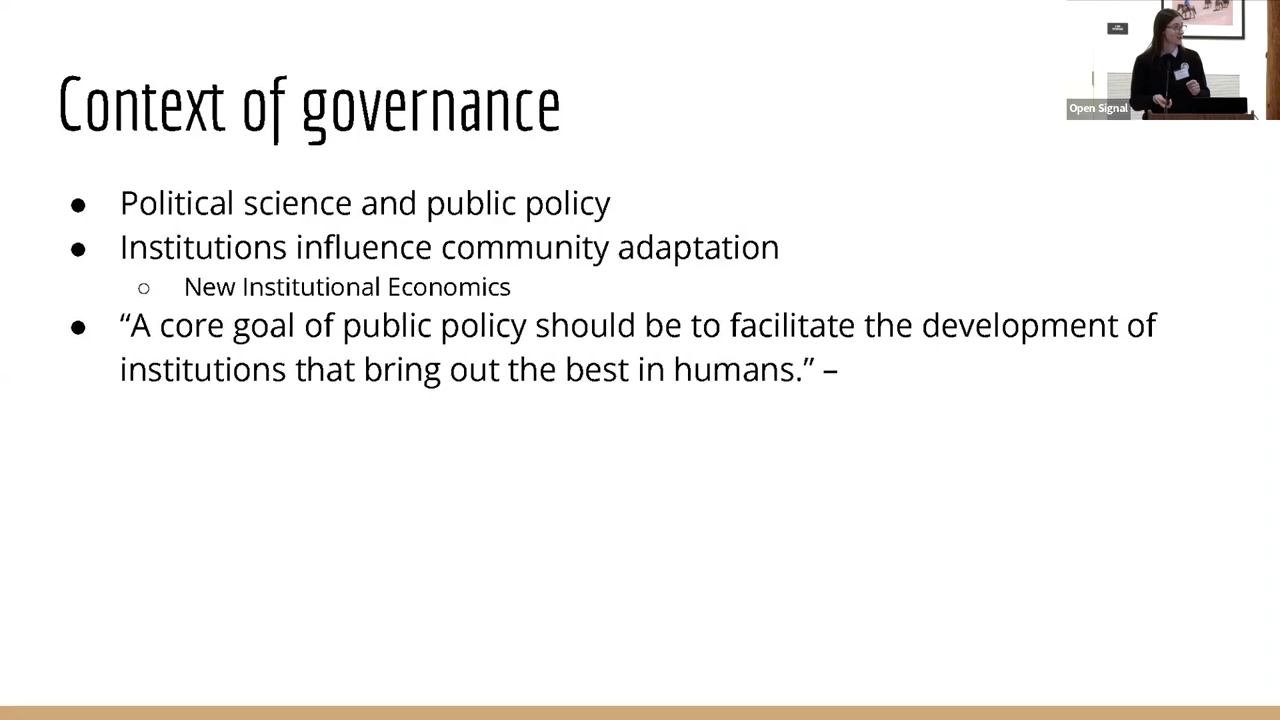 Context of governance
Open Signal
● Political science and public policy
● Institutions influence community adaptation
○ New Institutional Economics
● “A core goal of public policy should be to facilitate the development of
institutions that bring out the best in humans.” –